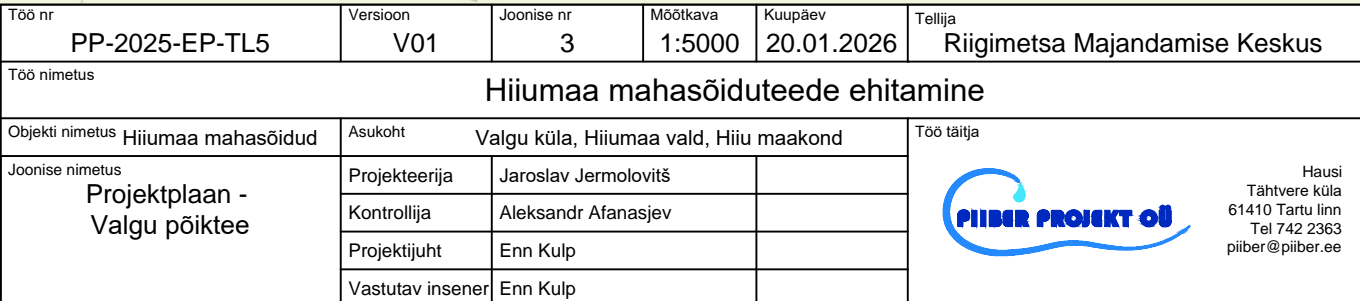 Töö nr
PP-2025-EP-TL5
Versioon
V01
Joonise nr
3
Mõõtkava
1:5000
Kuupäev
20.01.2026
Tellija
Riigimetsa Majandamise Keskus
Töö nimetus
Hiiumaa mahasõiduteede ehitamine
Objekti nimetus Hiiumaa mahasõidud
Asukoht Valgu küla, Hiiumaa vald, Hiiu maakond
Töö täitja
Joonise nimetus
Projektplaan -
Valgu põiktee
Projekteerija Jaroslav Jermolovitš
Kontrollija Aleksandr Afanasjev
Projektijuht Enn Kulp
Vastutav insener Enn Kulp
PIIBER PROJEKT OÜ
Hausi
Tähtvere küla
61410 Tartu linn
Tel 742 2363
piiber@piiber.ee